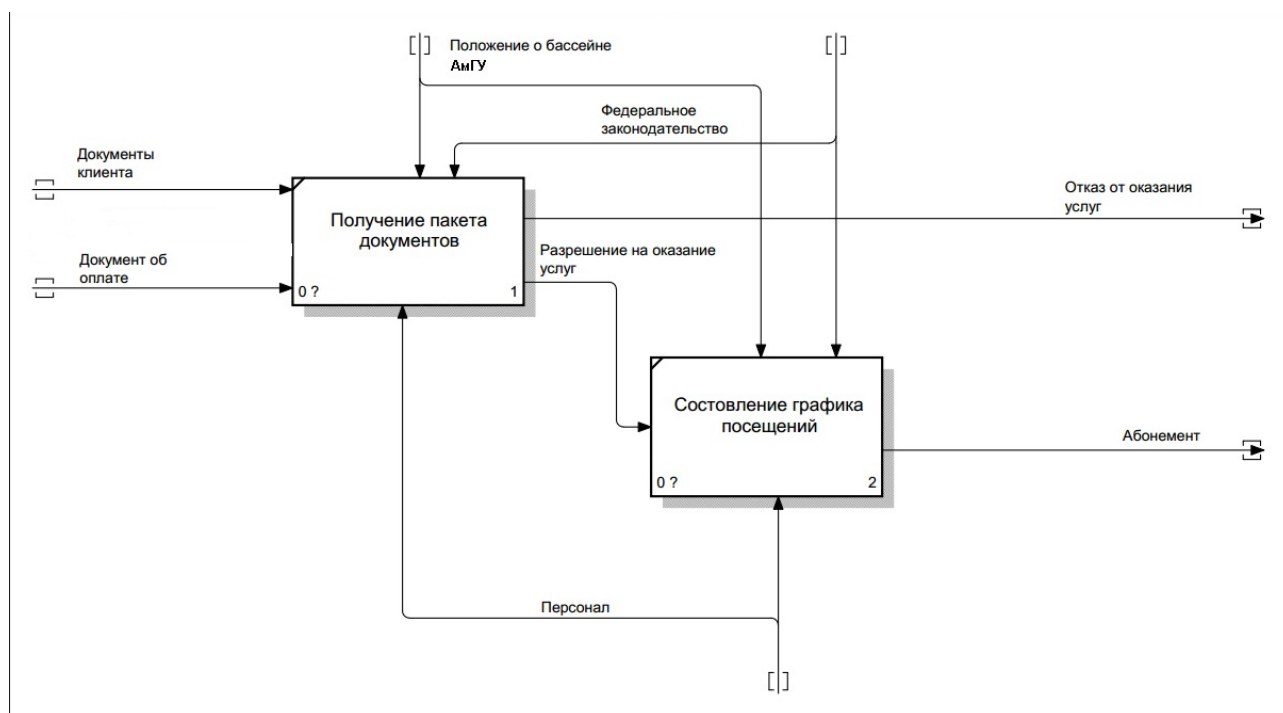 Положение о бассейне
АмГУ
Федеральное
законодательство
Документы
клиента
Отказ от оказания
услуг
Получение пакета
документов
Разрешение на оказание
услуг
Документ об
оплате
0 ?
1
Состовление графика
посещений
Абонемент
0 ?
2
Персонал